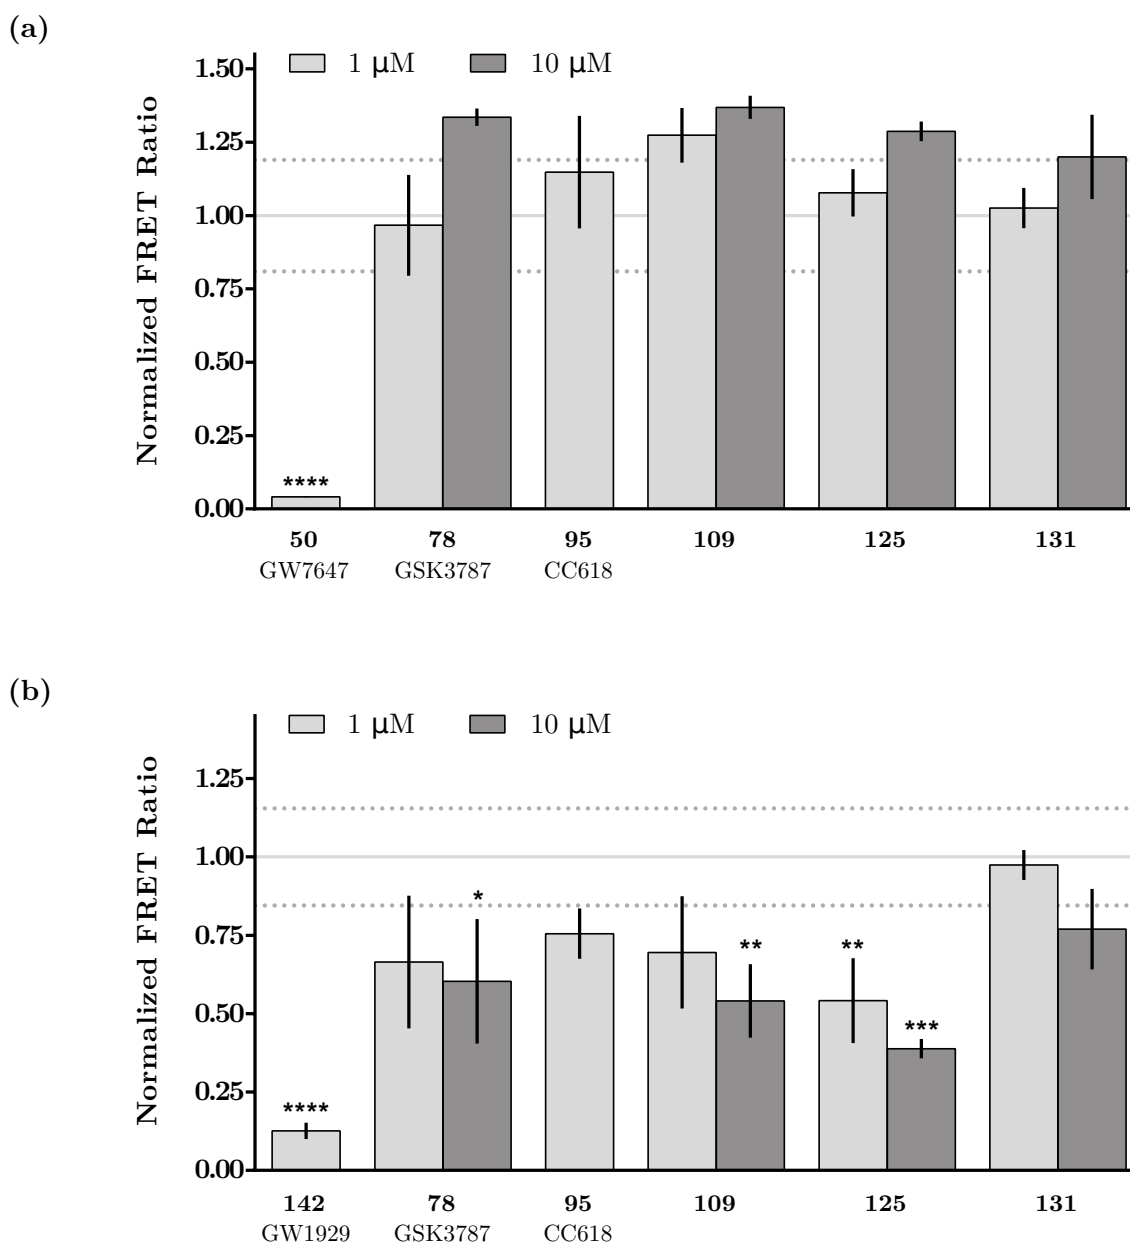 (a)
1 µM 10 µM
Normalized FRET Ratio
1.50
1.25
1.00
0.75
0.50
0.25
0.00
****
50 78 95 109 125 131
GW7647 GSK3787 CC618
(b)
1 µM 10 µM
Normalized FRET Ratio
1.25
1.00
0.75
0.50
0.25
0.00
**** * ** ** ***
142 78 95 109 125 131
GW1929 GSK3787 CC618